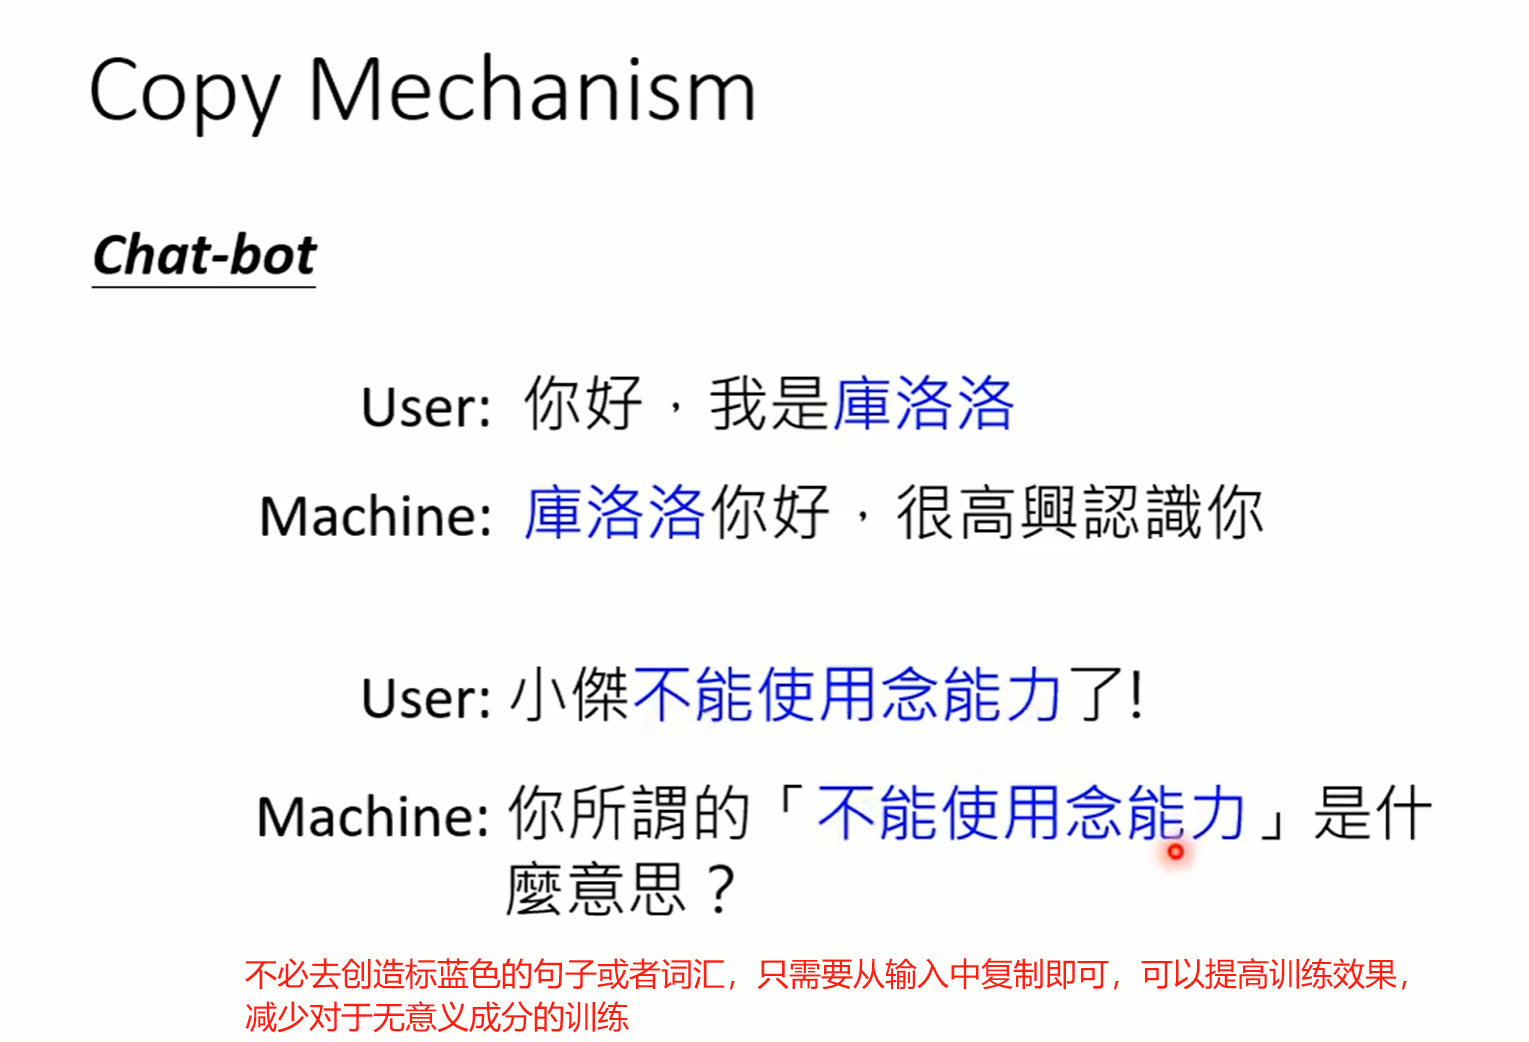 Copy Mechanism
Chat-bot
User: 你好，我是庫洛洛
Machine: 庫洛洛你好，很高興認識你
User: 小傑不能使用念能力了!
Machine: 你所謂的「不能使用念能力」是什
麼意思？
不必去创造标蓝色的句子或者词汇，只需要从输入中复制即可，可以提高训练效果，
减少对于无意义成分的训练